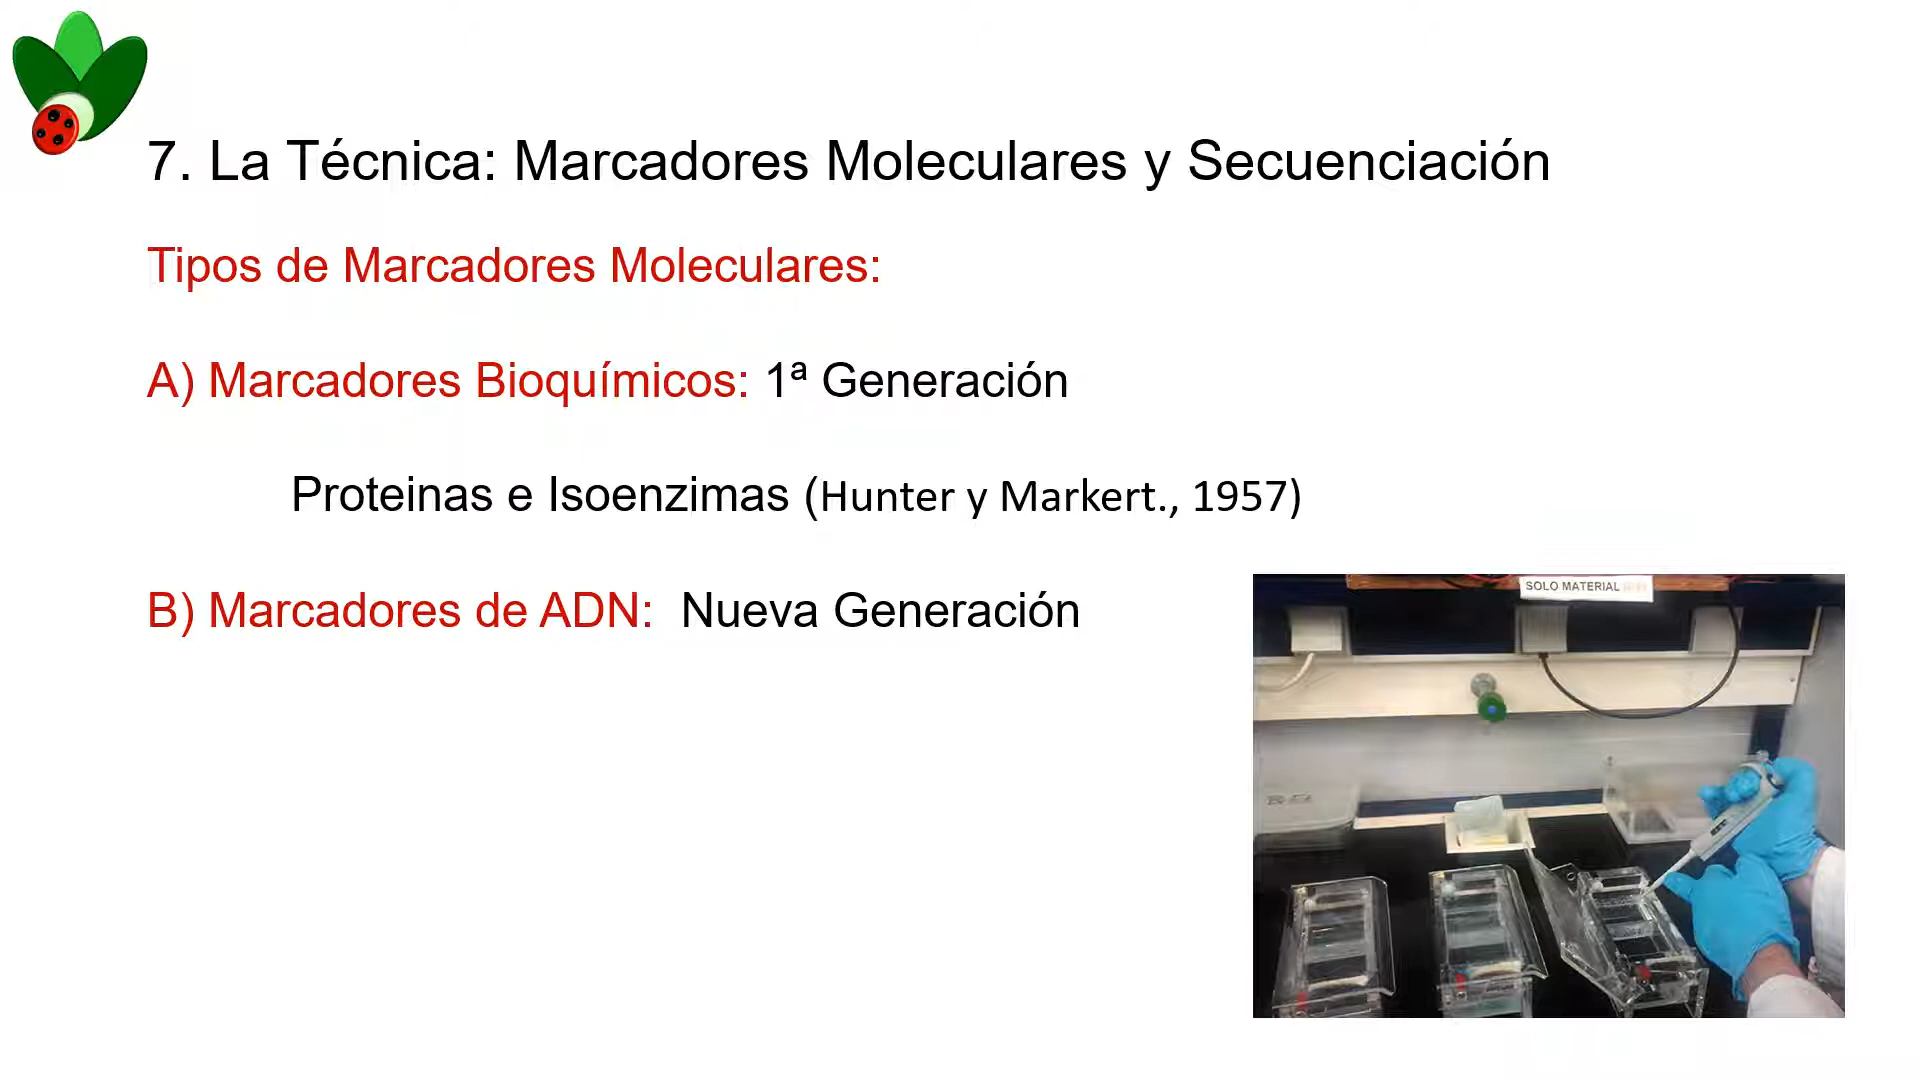 7. La Técnica: Marcadores Moleculares y Secuenciación
Tipos de Marcadores Moleculares:
A) Marcadores Bioquímicos: 1ª Generación
Proteinas e Isoenzimas (Hunter y Markert., 1957)
B) Marcadores de ADN: Nueva Generación
SOLO MATERIAL